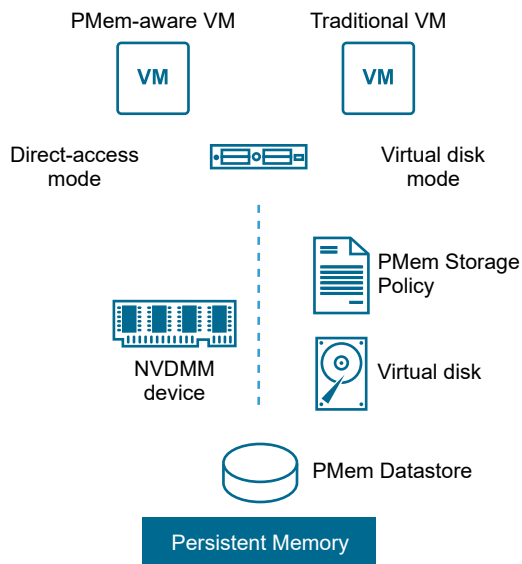 PMem-aware VM
Traditional VM
VM
VM
Direct-access
mode
Virtual disk
mode
PMem Storage
Policy
NVDMM
device
Virtual disk
PMem Datastore
Persistent Memory